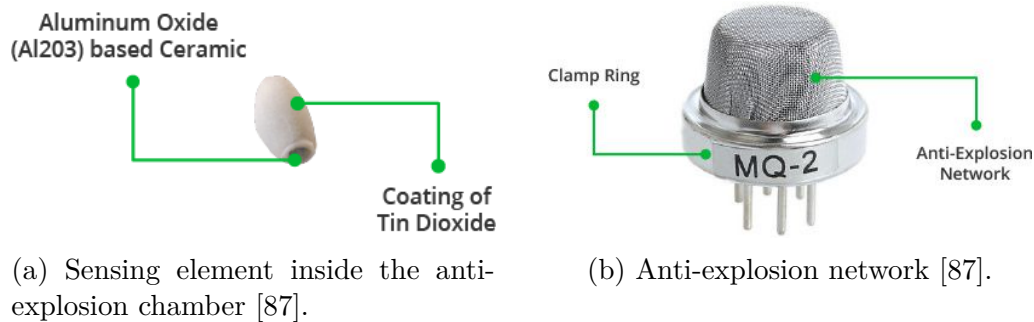 Aluminum Oxide
(Al203) based Ceramic
Coating of
Tin Dioxide
Clamp Ring
MQ-2
Anti-Explosion
Network
(a) Sensing element inside the anti-
explosion chamber [87].
(b) Anti-explosion network [87].